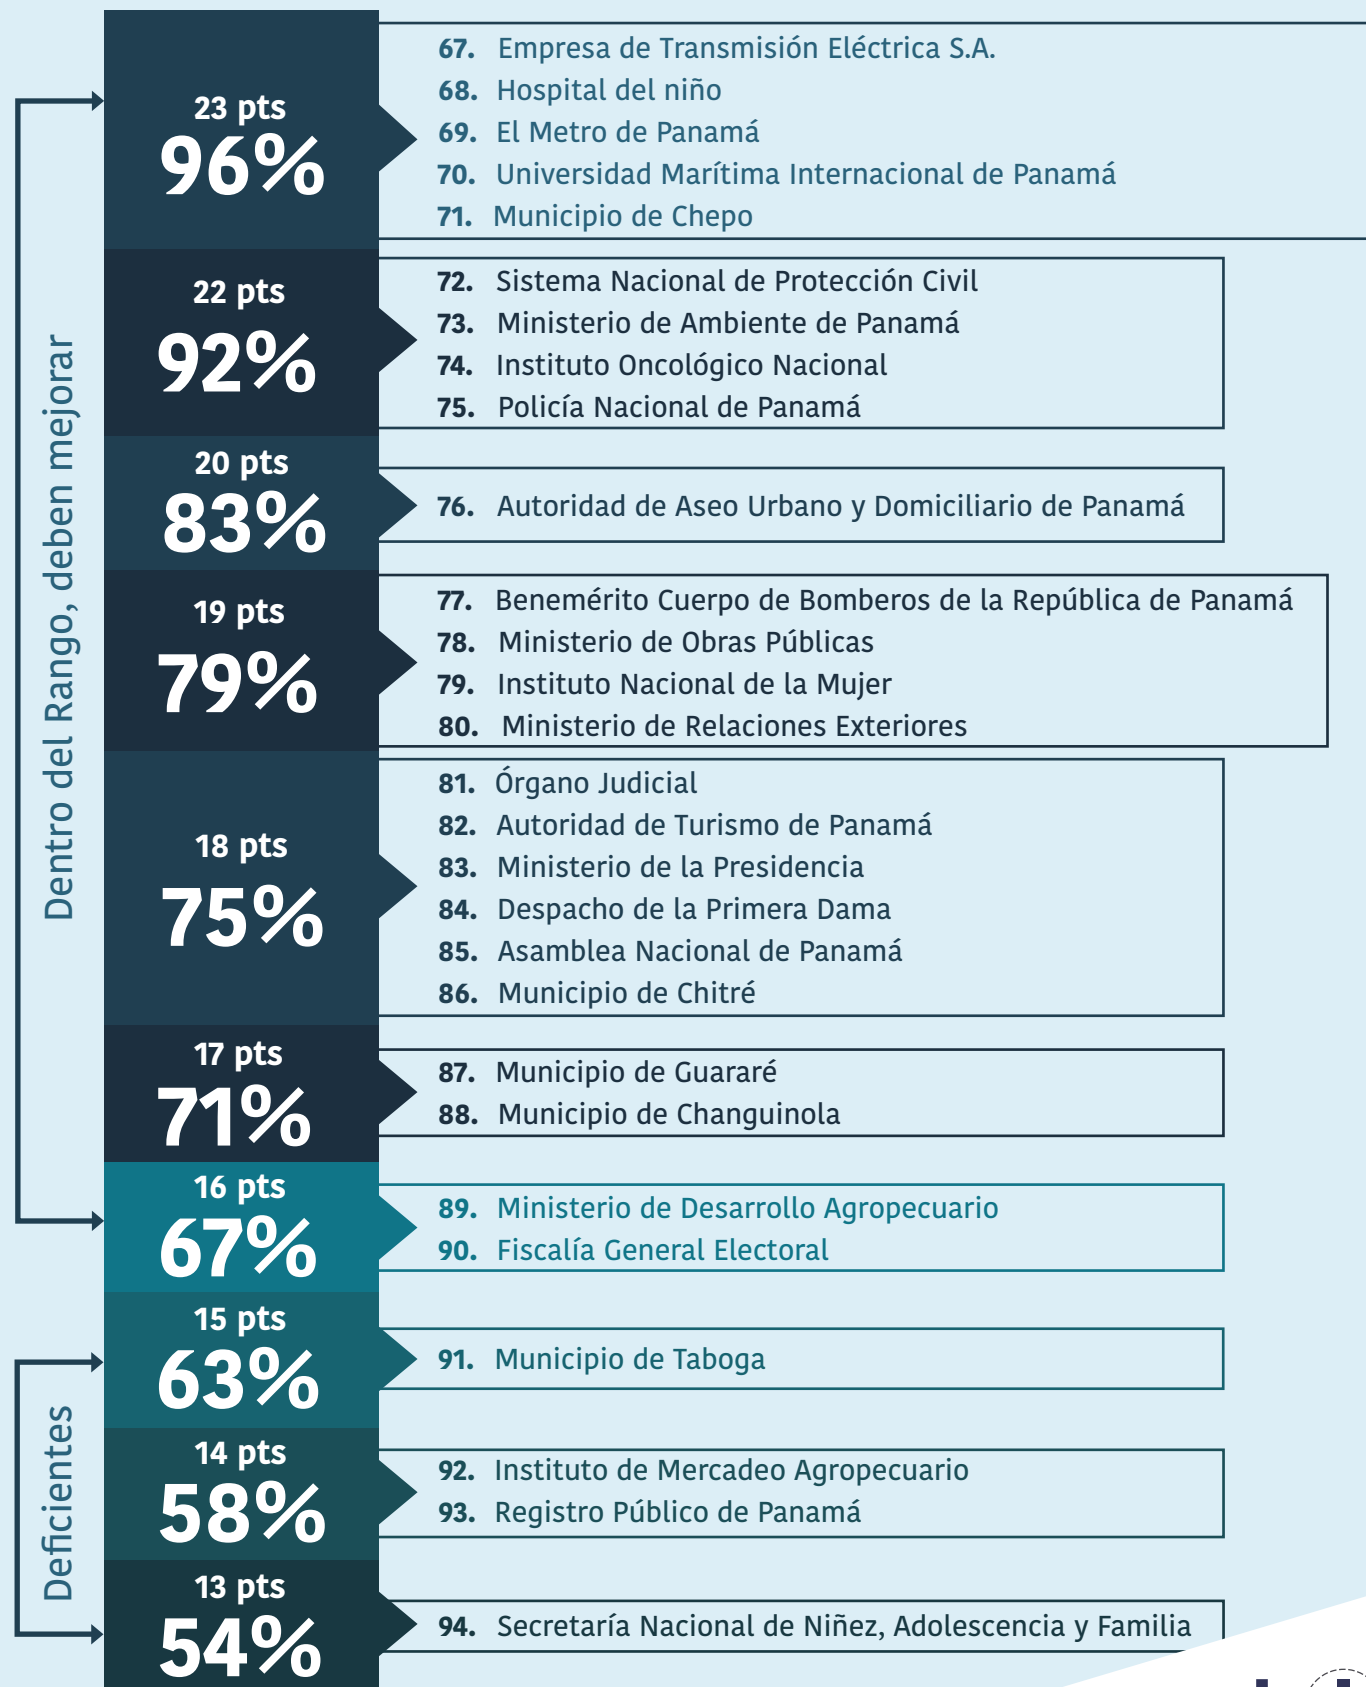 Dentro del Rango, deben mejorar
23 pts
96%
67. Empresa de Transmisión Eléctrica S.A.
68. Hospital del niño
69. El Metro de Panamá
70. Universidad Marítima Internacional de Panamá
71. Municipio de Chepo
22 pts
92%
72. Sistema Nacional de Protección Civil
73. Ministerio de Ambiente de Panamá
74. Instituto Oncológico Nacional
75. Policía Nacional de Panamá
20 pts
83%
76. Autoridad de Aseo Urbano y Domiciliario de Panamá
19 pts
79%
77. Benemérito Cuerpo de Bomberos de la República de Panamá
78. Ministerio de Obras Públicas
79. Instituto Nacional de la Mujer
80. Ministerio de Relaciones Exteriores
18 pts
75%
81. Órgano Judicial
82. Autoridad de Turismo de Panamá
83. Ministerio de la Presidencia
84. Despacho de la Primera Dama
85. Asamblea Nacional de Panamá
86. Municipio de Chitré
17 pts
71%
87. Municipio de Guararé
88. Municipio de Changuinola
16 pts
67%
89. Ministerio de Desarrollo Agropecuario
90. Fiscalía General Electoral
Deficientes
15 pts
63%
91. Municipio de Taboga
14 pts
58%
92. Instituto de Mercadeo Agropecuario
93. Registro Público de Panamá
13 pts
54%
94. Secretaría Nacional de Niñez, Adolescencia y Familia